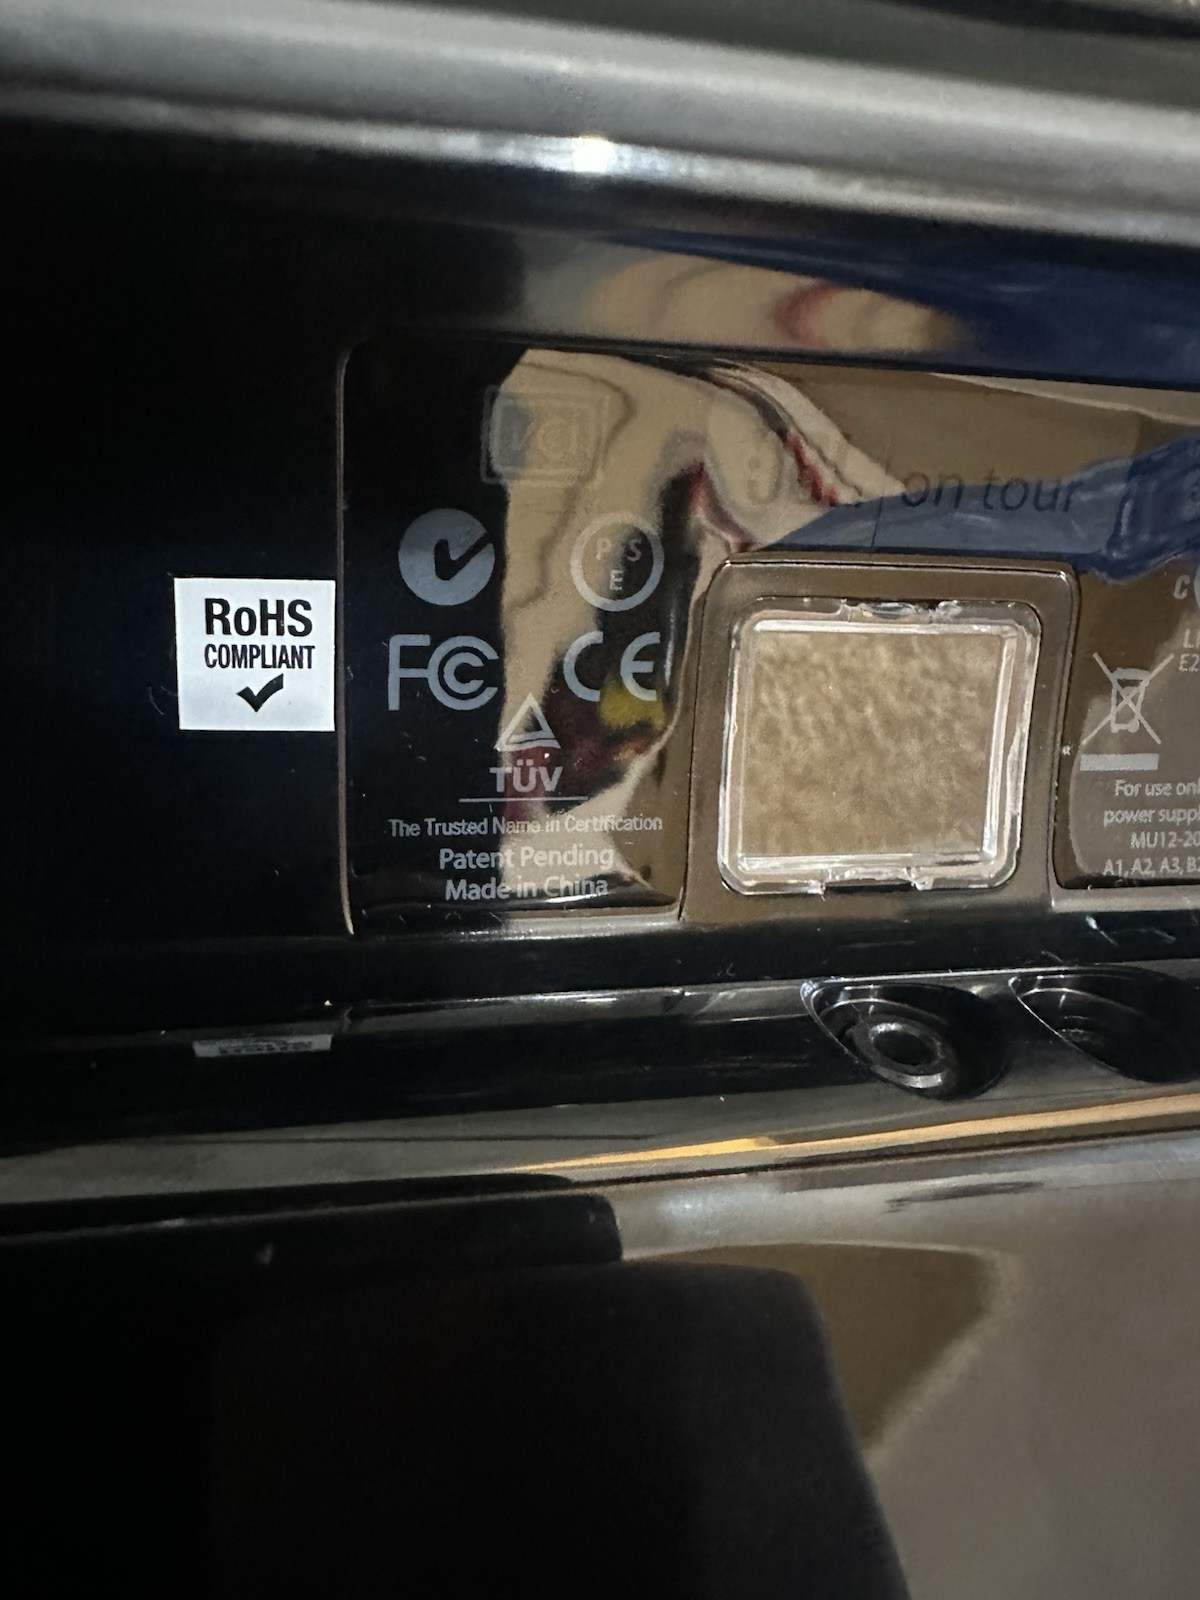 VCI
on tour
P S
E
RoHS
COMPLIANT
FC CE
TÜV
The Trusted Name in Certification
Patent Pending
Made in China
For use onl
power suppl
MU12-20
A1, A2, A3, B